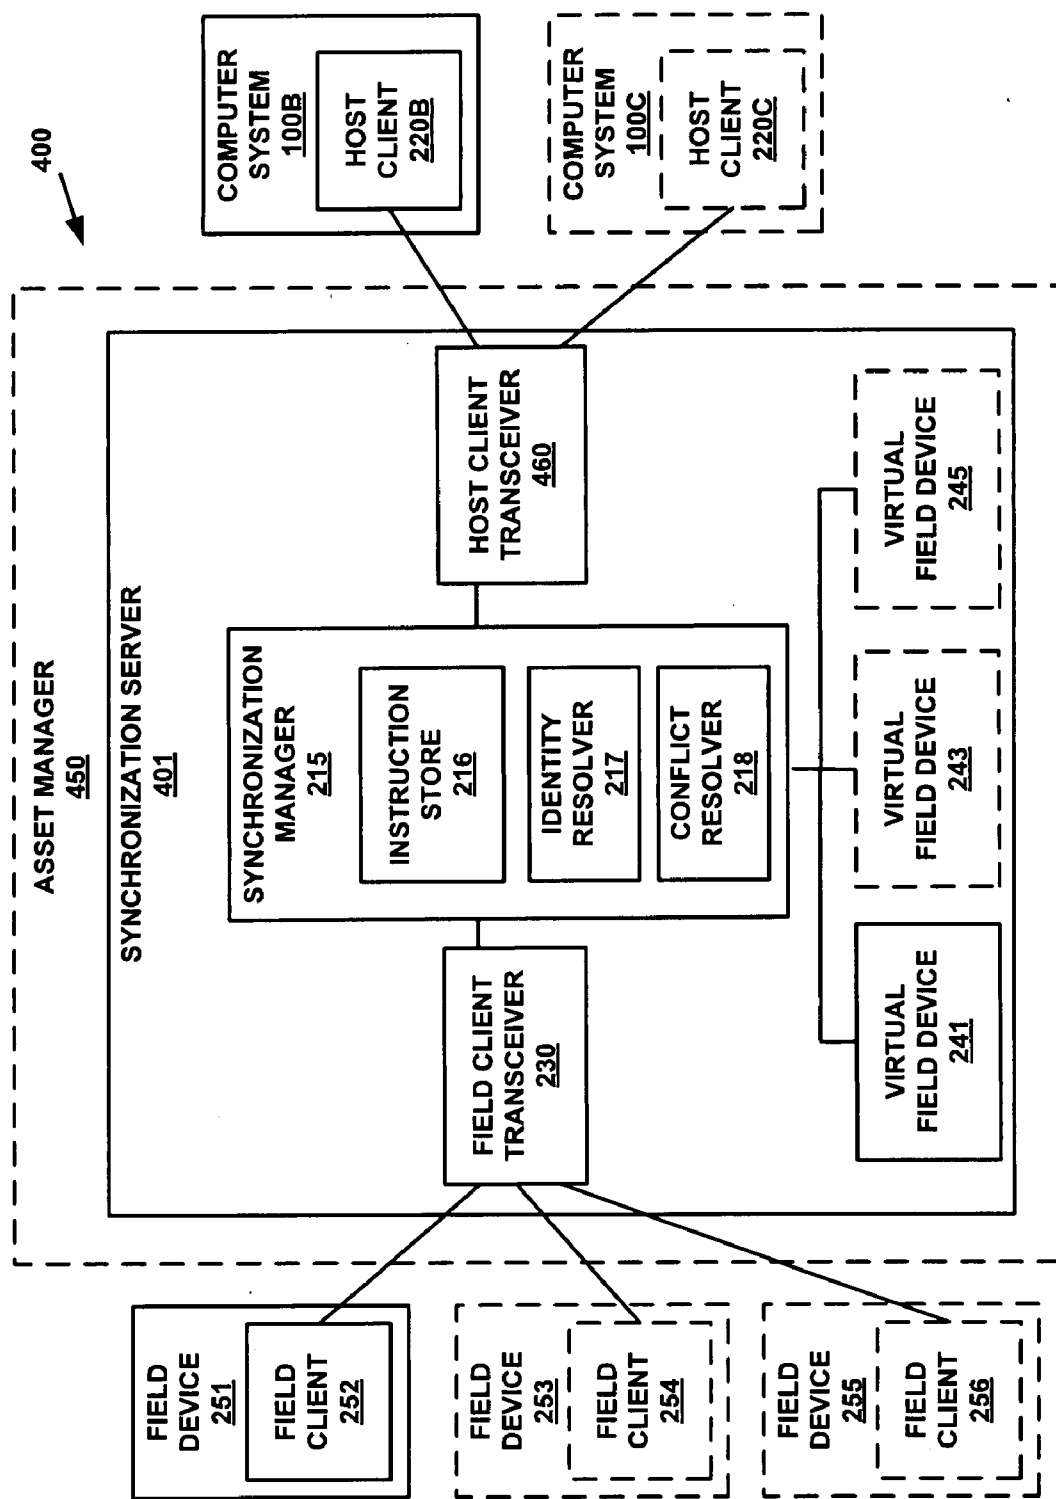 400
ASSET MANAGER
450
SYNCHRONIZATION SERVER
401
FIELD
DEVICE
251
FIELD
CLIENT
252
FIELD
DEVICE
253
FIELD
CLIENT
254
FIELD
DEVICE
255
FIELD
CLIENT
256
FIELD CLIENT
TRANSCEIVER
230
SYNCHRONIZATION
MANAGER
215
INSTRUCTION
STORE
216
IDENTITY
RESOLVER
217
CONFLICT
RESOLVER
218
HOST CLIENT
TRANSCEIVER
460
VIRTUAL
FIELD DEVICE
241
VIRTUAL
FIELD DEVICE
243
VIRTUAL
FIELD DEVICE
245
COMPUTER
SYSTEM
100B
HOST
CLIENT
220B
COMPUTER
SYSTEM
100C
HOST
CLIENT
220C